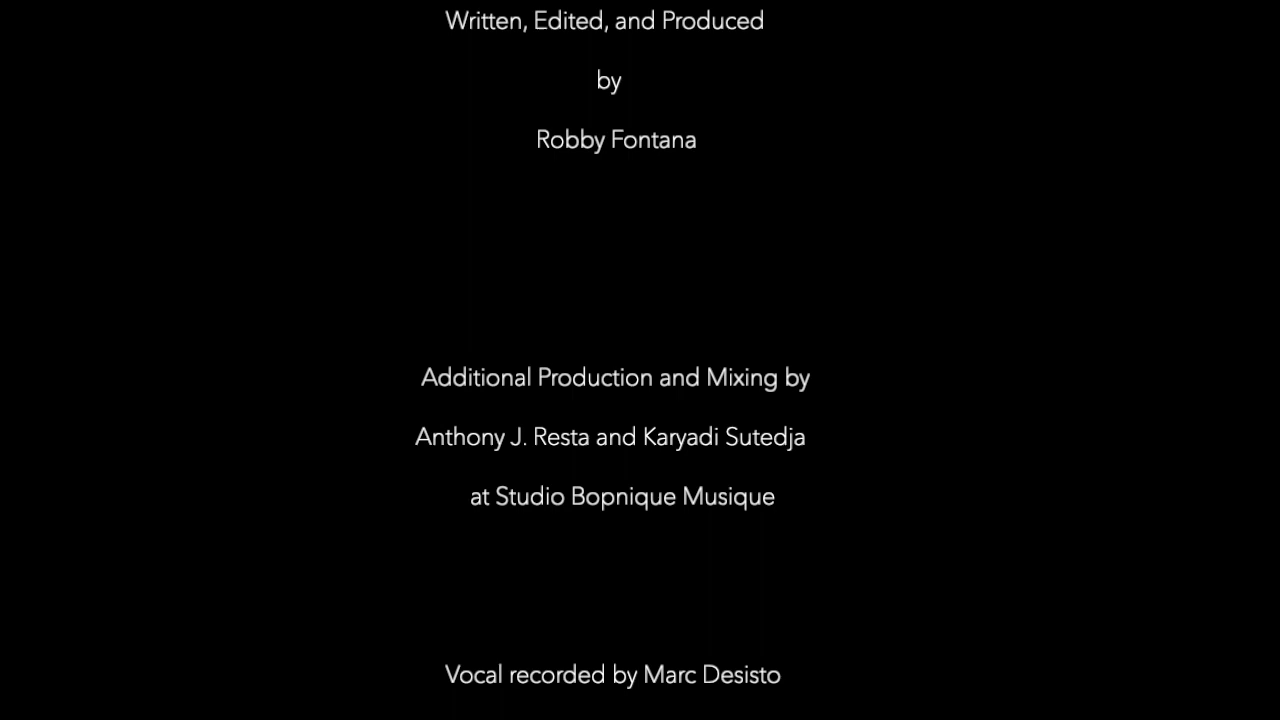 Written, Edited, and Produced
by
Robby Fontana
Additional Production and Mixing by
Anthony J. Resta and Karyadi Sutedja
at Studio Bopnique Musique
Vocal recorded by Marc Desisto